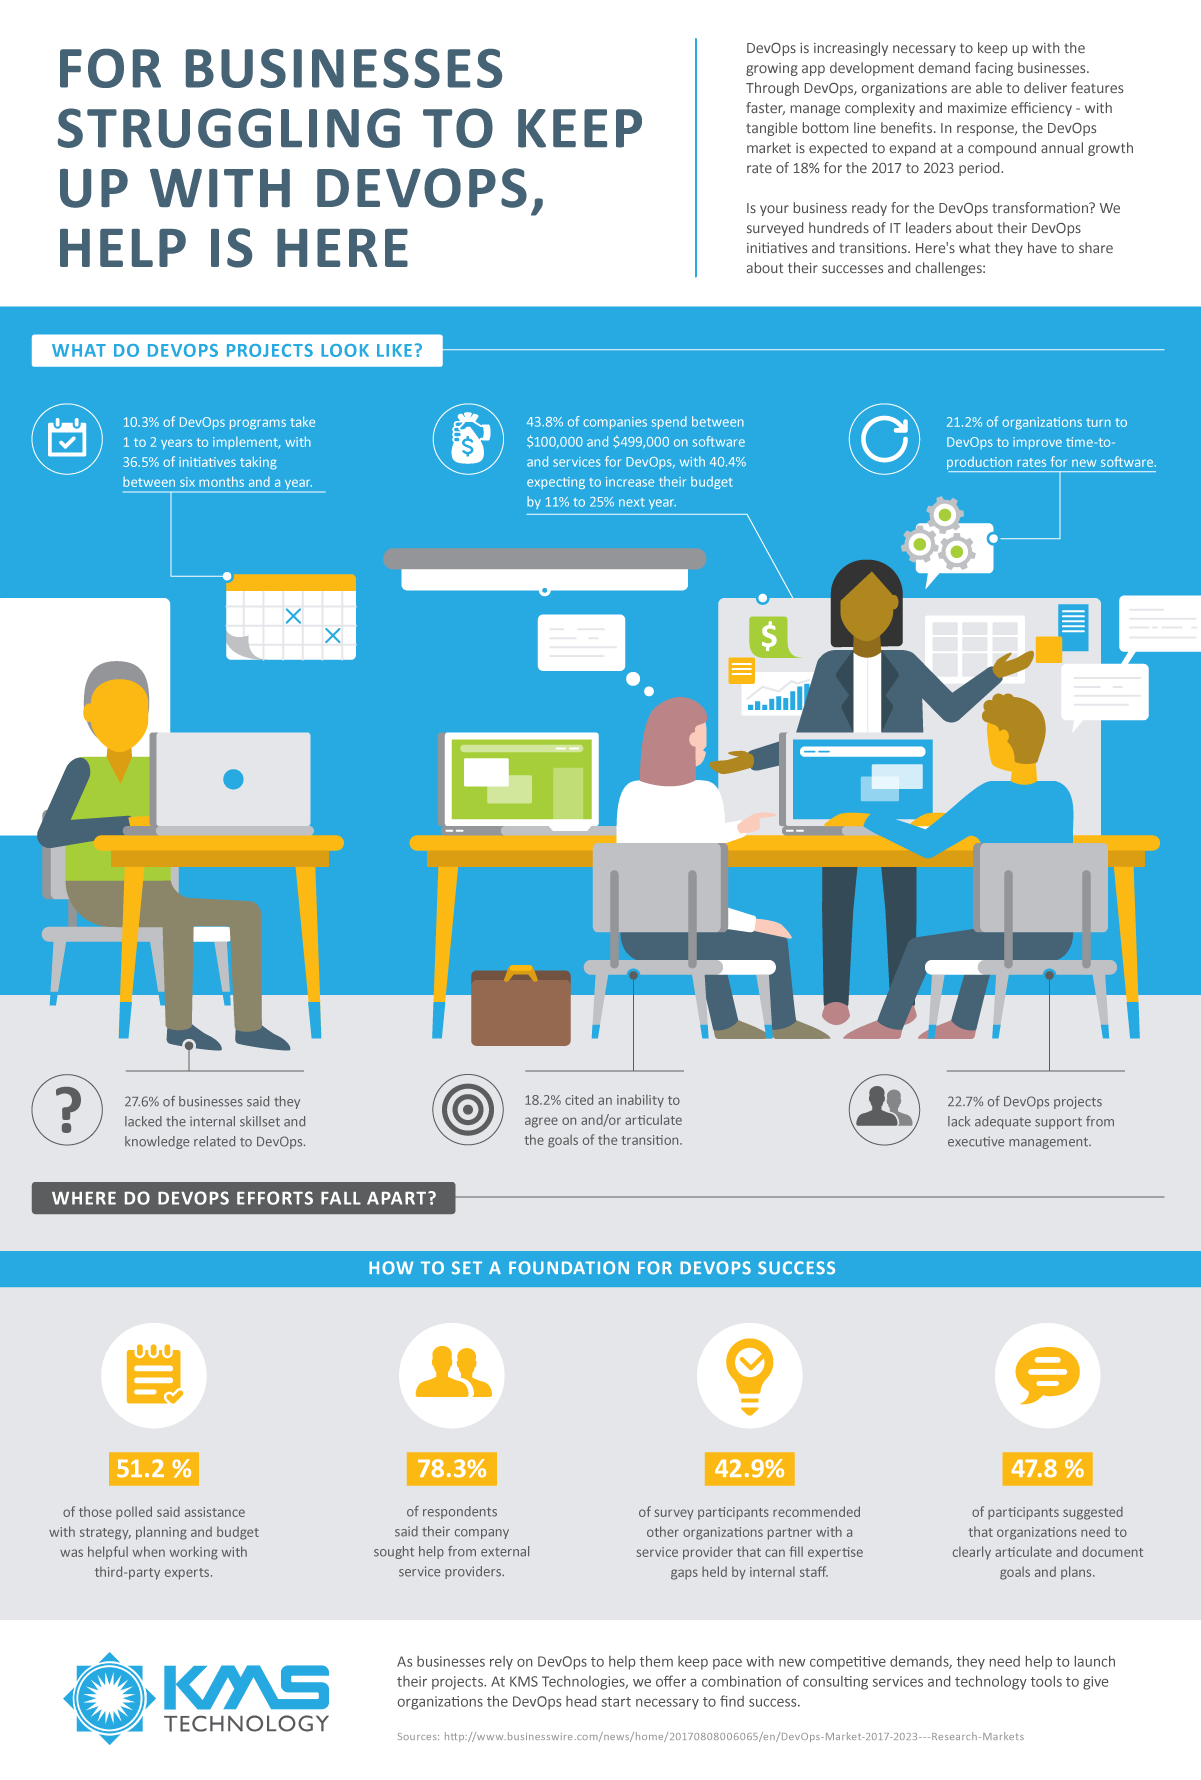 FOR BUSINESSES
STRUGGLING TO KEEP
UP WITH DEVOPS,
HELP IS HERE
DevOps is increasingly necessary to keep up with the
growing app development demand facing businesses.
Through DevOps, organizations are able to deliver features
faster, manage complexity and maximize efficiency - with
tangible bottom line benefits. In response, the DevOps
market is expected to expand at a compound annual growth
rate of 18% for the 2017 to 2023 period.
Is your business ready for the DevOps transformation? We
surveyed hundreds of IT leaders about their DevOps
initiatives and transitions. Here's what they have to share
about their successes and challenges:
WHAT DO DEVOPS PROJECTS LOOK LIKE?
10.3% of DevOps programs take
1 to 2 years to implement, with
36.5% of initiatives taking
between six months and a year.
$
43.8% of companies spend between
$100,000 and $499,000 on software
and services for DevOps, with 40.4%
expecting to increase their budget
by 11% to 25% next year.
21.2% of organizations turn to
DevOps to improve time-to-
production rates for new software.
$
?
27.6% of businesses said they
lacked the internal skillset and
knowledge related to DevOps.
18.2% cited an inability to
agree on and/or articulate
the goals of the transition.
22.7% of DevOps projects
lack adequate support from
executive management.
WHERE DO DEVOPS EFFORTS FALL APART?
HOW TO SET A FOUNDATION FOR DEVOPS SUCCESS
51.2 %
of those polled said assistance
with strategy, planning and budget
was helpful when working with
third-party experts.
78.3%
of respondents
said their company
sought help from external
service providers.
42.9%
of survey participants recommended
other organizations partner with a
service provider that can fill expertise
gaps held by internal staff.
47.8 %
of participants suggested
that organizations need to
clearly articulate and document
goals and plans.
KMS
TECHNOLOGY
As businesses rely on DevOps to help them keep pace with new competitive demands, they need help to launch
their projects. At KMS Technologies, we offer a combination of consulting services and technology tools to give
organizations the DevOps head start necessary to find success.
Sources: http://www.businesswire.com/news/home/20170808006065/en/DevOps-Market-2017-2023---Research-Markets